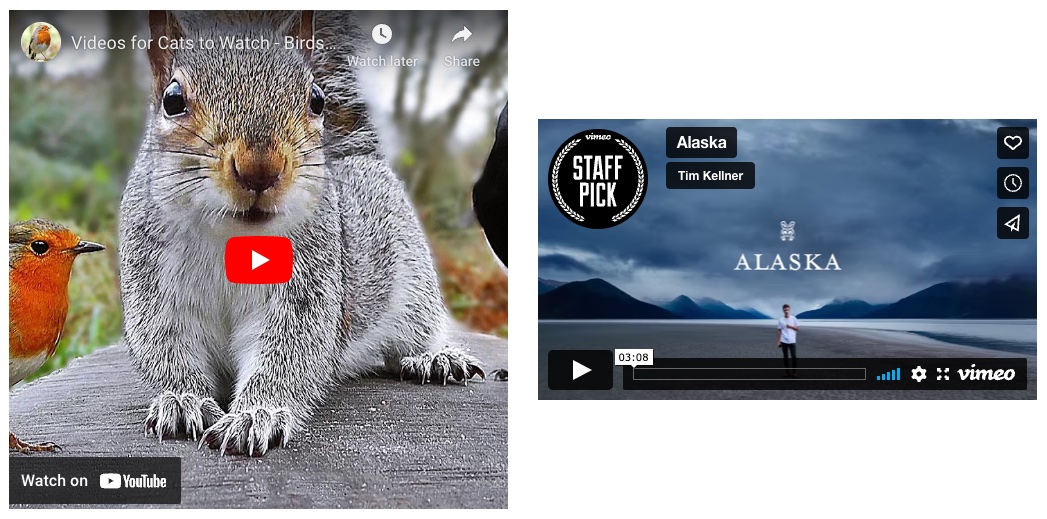 Videos for Cats to Watch - Birds...
Watch later
Share
Watch on YouTube
vimeo
STAFF
PICK
Alaska
Tim Kellner
ALASKA
03:08
vimeo